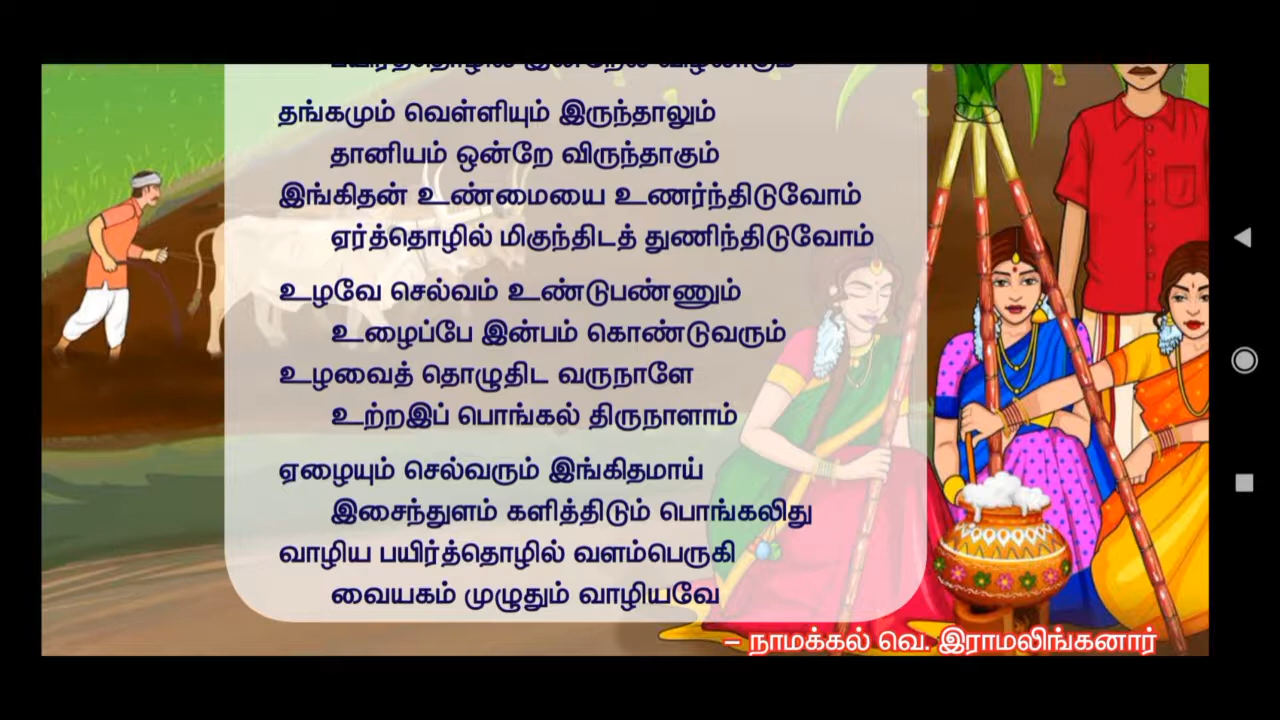 தங்கமும் வெள்ளியும் இருந்தாலும்
தானியம் ஒன்றே விருந்தாகும்
இங்கிதன் உண்மையை உணர்ந்திடுவோம்
ஏர்த்தொழில் மிகுந்திடத் துணிந்திடுவோம்
உழவே செல்வம் உண்டுபண்ணும்
உழைப்பே இன்பம் கொண்டுவரும்
உழவைத் தொழுதிட வருநாளே
உற்றஇப் பொங்கல் திருநாளாம்
ஏழையும் செல்வரும் இங்கிதமாய்
இசைந்துளம் களித்திடும் பொங்கலிது
வாழிய பயிர்த்தொழில் வளம்பெருகி
வையகம் முழுதும் வாழியவே
– நாமக்கல் வெ. இராமலிங்கனார்